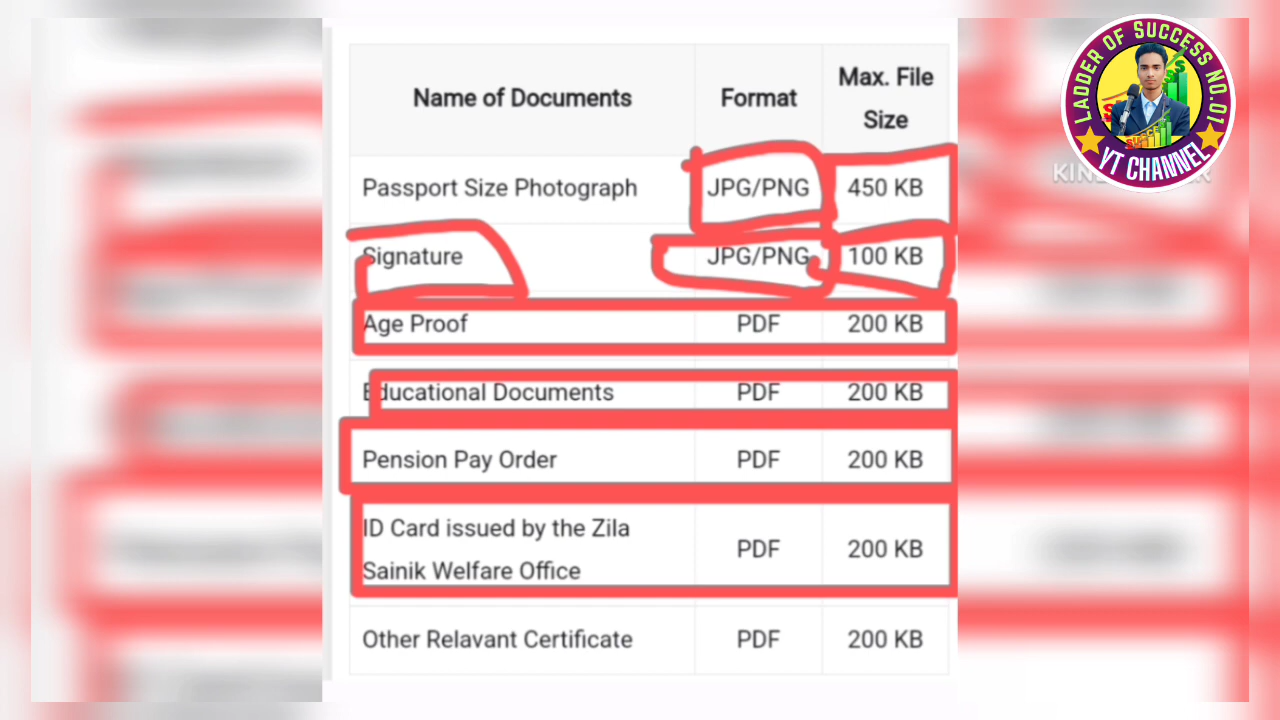 Name of Documents Format Max. File Size
Passport Size Photograph JPG/PNG 450 KB
Signature JPG/PNG 100 KB
Age Proof PDF 200 KB
Educational Documents PDF 200 KB
Pension Pay Order PDF 200 KB
ID Card issued by the Zila
Sainik Welfare Office PDF 200 KB
Other Relavant Certificate PDF 200 KB
LADDER OF SUCCESS NO.01
YT CHANNEL